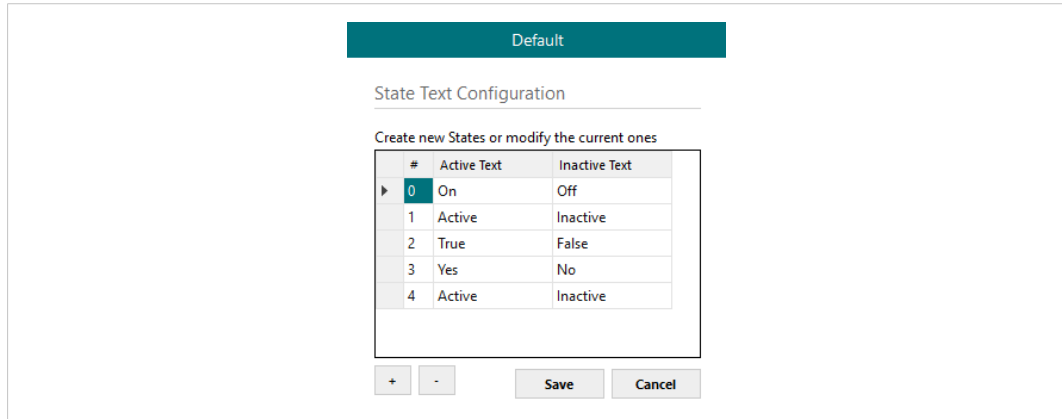 Default
State Text Configuration
Create new States or modify the current ones
# Active Text Inactive Text
0 On Off
1 Active Inactive
2 True False
3 Yes No
4 Active Inactive
+ - Save Cancel